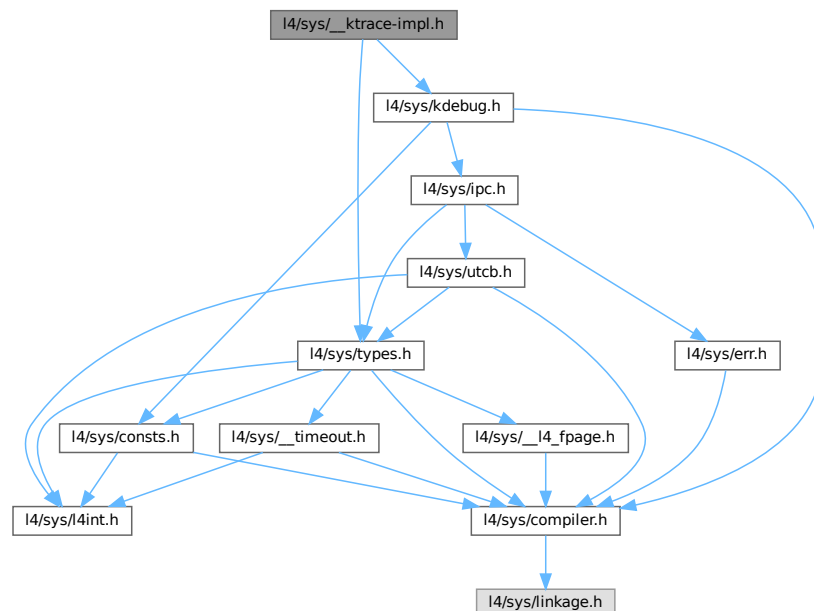 l4/sys/__ktrace-impl.h
l4/sys/kdebug.h
l4/sys/ipc.h
l4/sys/utcb.h
l4/sys/types.h
l4/sys/err.h
l4/sys/consts.h
l4/sys/__timeout.h
l4/sys/__l4_fpage.h
l4/sys/l4int.h
l4/sys/compiler.h
l4/sys/linkage.h